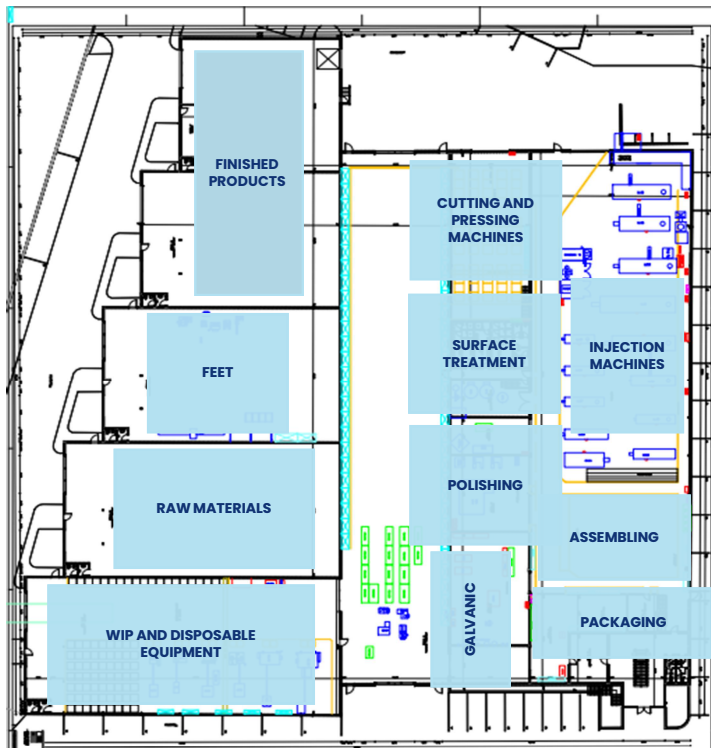 FINISHED
PRODUCTS
CUTTING AND
PRESSING
MACHINES
SURFACE
TREATMENT
INJECTION
MACHINES
FEET
POLISHING
RAW MATERIALS
ASSEMBLING
GALVANIC
WIP AND DISPOSABLE
EQUIPMENT
PACKAGING